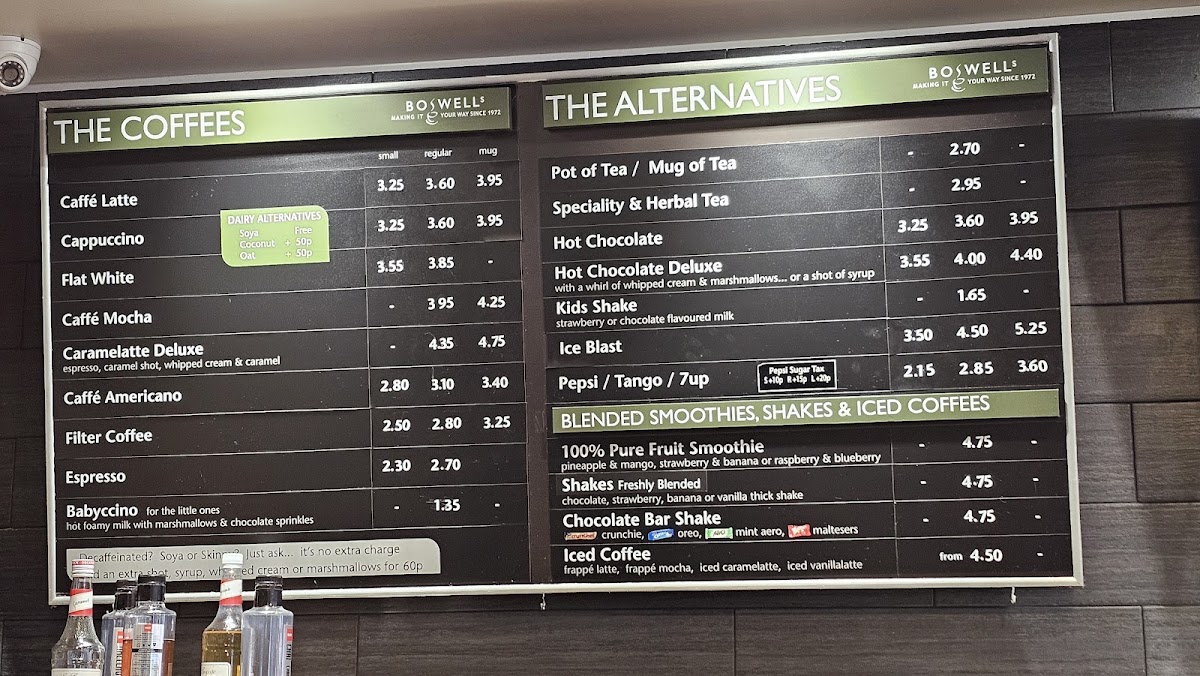 THE COFFEES
BOSWELLS
MAKING IT YOUR WAY SINCE 1972
small regular mug
Caffé Latte 3.25 3.60 3.95
Cappuccino 3.25 3.60 3.95
DAIRY ALTERNATIVES
Soya Free
Coconut + 50p
Oat + 50p
Flat White 3.55 3.85 -
Caffé Mocha - 3 95 4.25
Caramelatte Deluxe - 4.35 4.75
espresso, caramel shot, whipped cream & caramel
Caffé Americano 2.80 3.10 3.40
Filter Coffee 2.50 2.80 3.25
Espresso 2.30 2.70
Babyccino for the little ones - 1.35 -
hot foamy milk with marshmallows & chocolate sprinkles
Decaffeinated? Soya or Just ask... it's no extra charge
an extra shot, syrup, cream or marshmallows for 60p
THE ALTERNATIVES
BOSWELLS
MAKING IT YOUR WAY SINCE 1972
Pot of Tea / Mug of Tea - 2.70 -
Speciality & Herbal Tea - 2.95 -
Hot Chocolate 3.25 3.60 3.95
Hot Chocolate Deluxe 3.55 4.00 4.40
with a whirl of whipped cream & marshmallows... or a shot of syrup
Kids Shake - 1.65 -
strawberry or chocolate flavoured milk
Ice Blast 3.50 4.50 5.25
Pepsi / Tango / 7up 2.15 2.85 3.60
Pepsi Sugar Tax
S+10p R+15p L+20p
BLENDED SMOOTHIES, SHAKES & ICED COFFEES
100% Pure Fruit Smoothie - 4.75 -
pineapple & mango, strawberry & banana or raspberry & blueberry
Shakes Freshly Blended - 4.75 -
chocolate, strawberry, banana or vanilla thick shake
Chocolate Bar Shake - 4.75 -
crunchie, oreo, mint aero, maltesers
Iced Coffee from 4.50 -
frappé latte, frappé mocha, iced caramelatte, iced vanillalatte